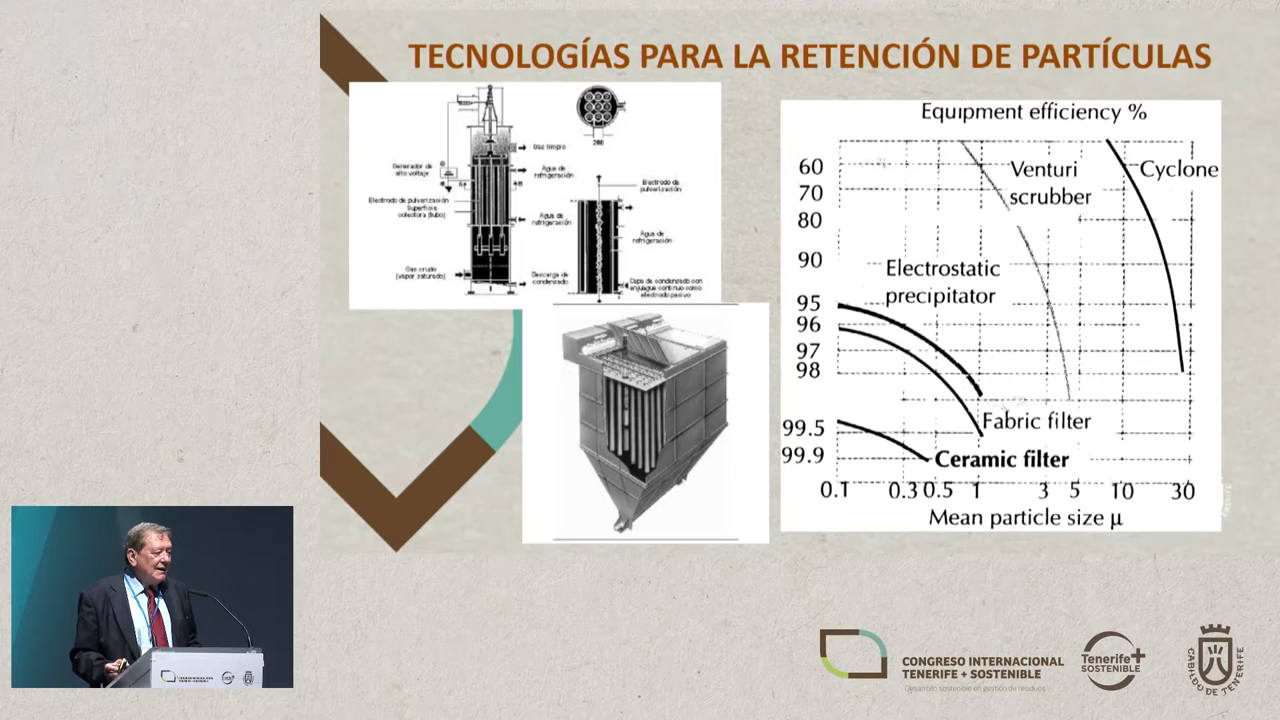 TECNOLOGÍAS PARA LA RETENCIÓN DE PARTÍCULAS
Gas limpio
Generador de
alto voltaje
Agua de
refrigeración
Electrodo de pulverización
Superficie
colectora (tubo)
Agua de
refrigeración
Gas crudo
(vapor saturado)
Descarga de
condensado
200
Electrodo de
pulverización
Agua de
refrigeración
Capa de condensado con
enjuague continuo como
electrodo pasivo
Equipment efficiency %
60
70
80
90
95
96
97
98
99.5
99.9
Venturi
scrubber
Cyclone
Electrostatic
precipitator
Fabric filter
Ceramic filter
0.1 0.3 0.5 1 3 5 10 30
Mean particle size µ
CONGRESO INTERNACIONAL
TENERIFE + SOSTENIBLE
Desarrollo sostenible en gestión de residuos
Tenerife+
SOSTENIBLE
CABILDO DE TENERIFE